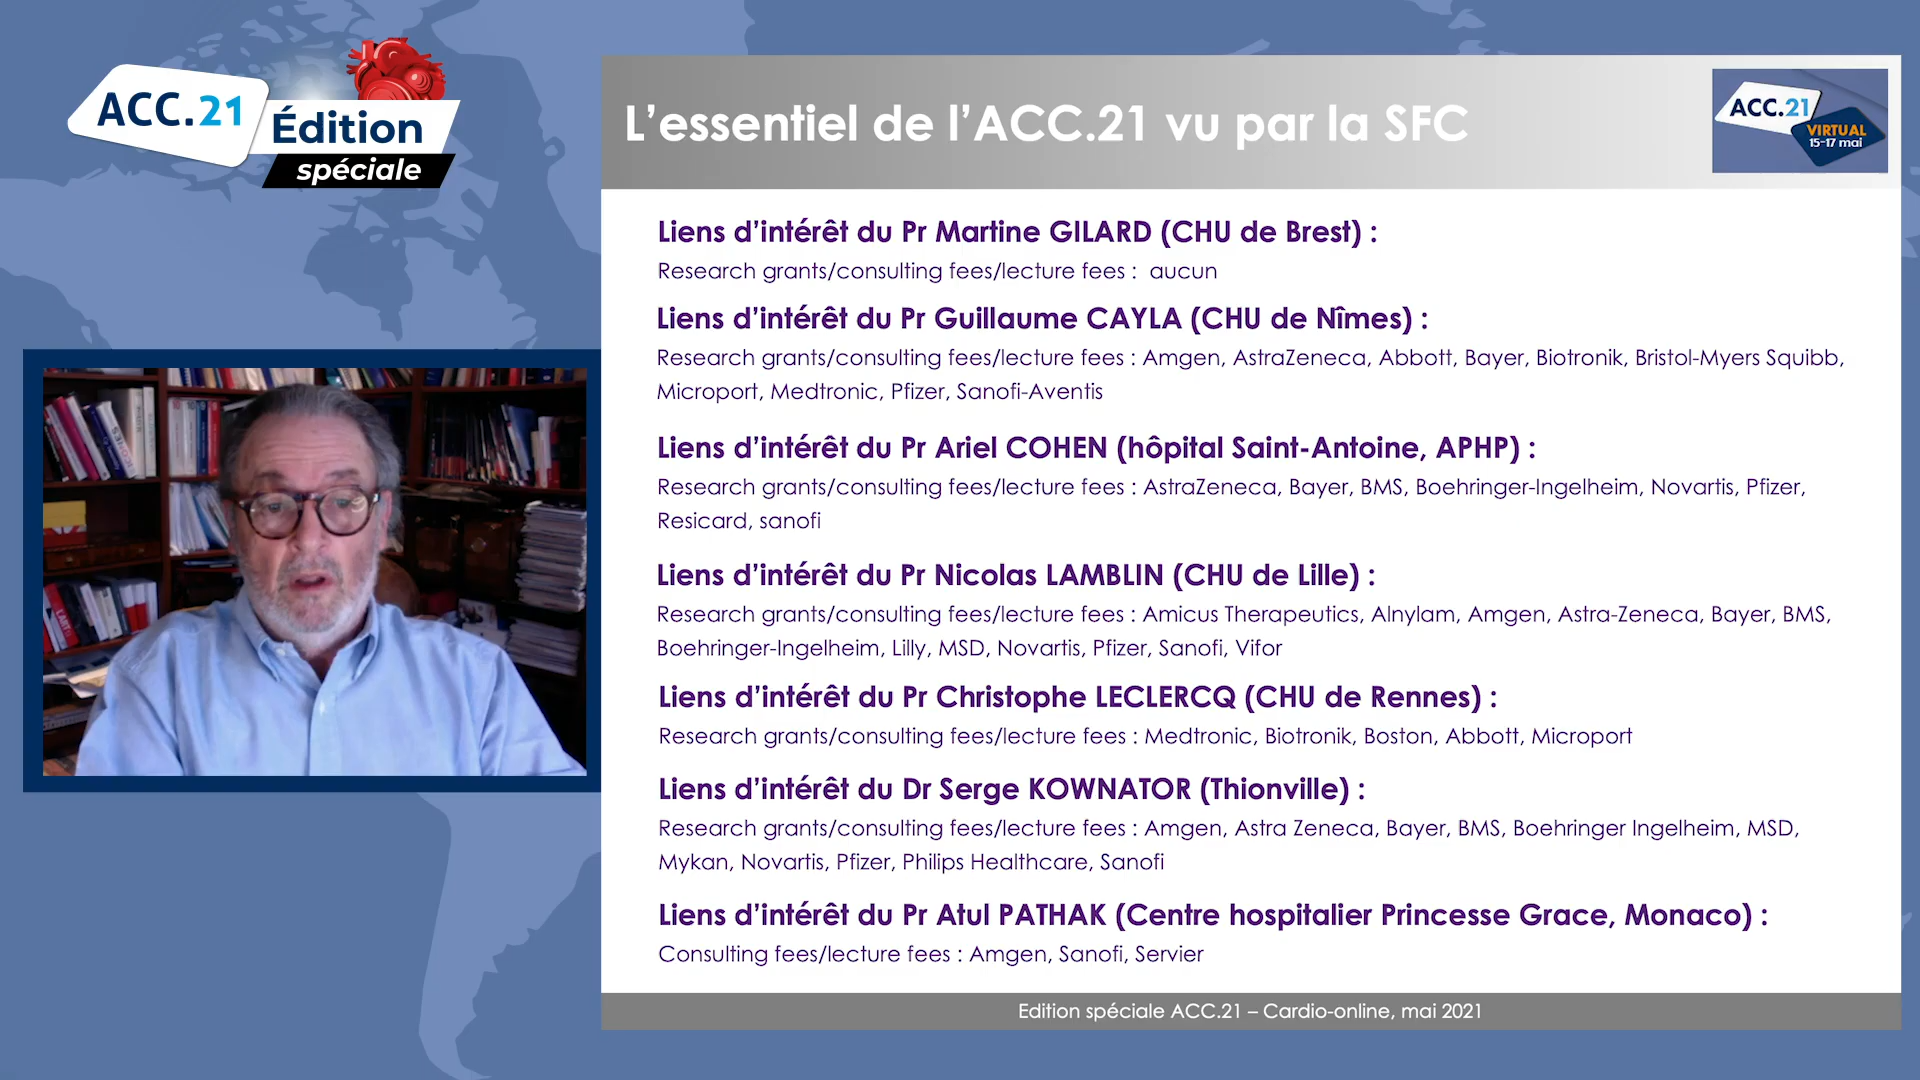 ACC.21
Édition
spéciale
L'essentiel de l'ACC.21 vu par la SFC
ACC.21
VIRTUAL
15-17 mai
Liens d'intérêt du Pr Martine GILARD (CHU de Brest) :
Research grants/consulting fees/lecture fees : aucun
Liens d'intérêt du Pr Guillaume CAYLA (CHU de Nîmes) :
Research grants/consulting fees/lecture fees : Amgen, AstraZeneca, Abbott, Bayer, Biotronik, Bristol-Myers Squibb,
Microport, Medtronic, Pfizer, Sanofi-Aventis
Liens d'intérêt du Pr Ariel COHEN (hôpital Saint-Antoine, APHP) :
Research grants/consulting fees/lecture fees : AstraZeneca, Bayer, BMS, Boehringer-Ingelheim, Novartis, Pfizer,
Resicard, sanofi
Liens d'intérêt du Pr Nicolas LAMBLIN (CHU de Lille) :
Research grants/consulting fees/lecture fees : Amicus Therapeutics, Alnylam, Amgen, Astra-Zeneca, Bayer, BMS,
Boehringer-Ingelheim, Lilly, MSD, Novartis, Pfizer, Sanofi, Vifor
Liens d'intérêt du Pr Christophe LECLERCQ (CHU de Rennes) :
Research grants/consulting fees/lecture fees : Medtronic, Biotronik, Boston, Abbott, Microport
Liens d'intérêt du Dr Serge KOWNATOR (Thionville) :
Research grants/consulting fees/lecture fees : Amgen, Astra Zeneca, Bayer, BMS, Boehringer Ingelheim, MSD,
Mykan, Novartis, Pfizer, Philips Healthcare, Sanofi
Liens d'intérêt du Pr Atul PATHAK (Centre hospitalier Princesse Grace, Monaco) :
Consulting fees/lecture fees : Amgen, Sanofi, Servier
Edition spéciale ACC.21 – Cardio-online, mai 2021